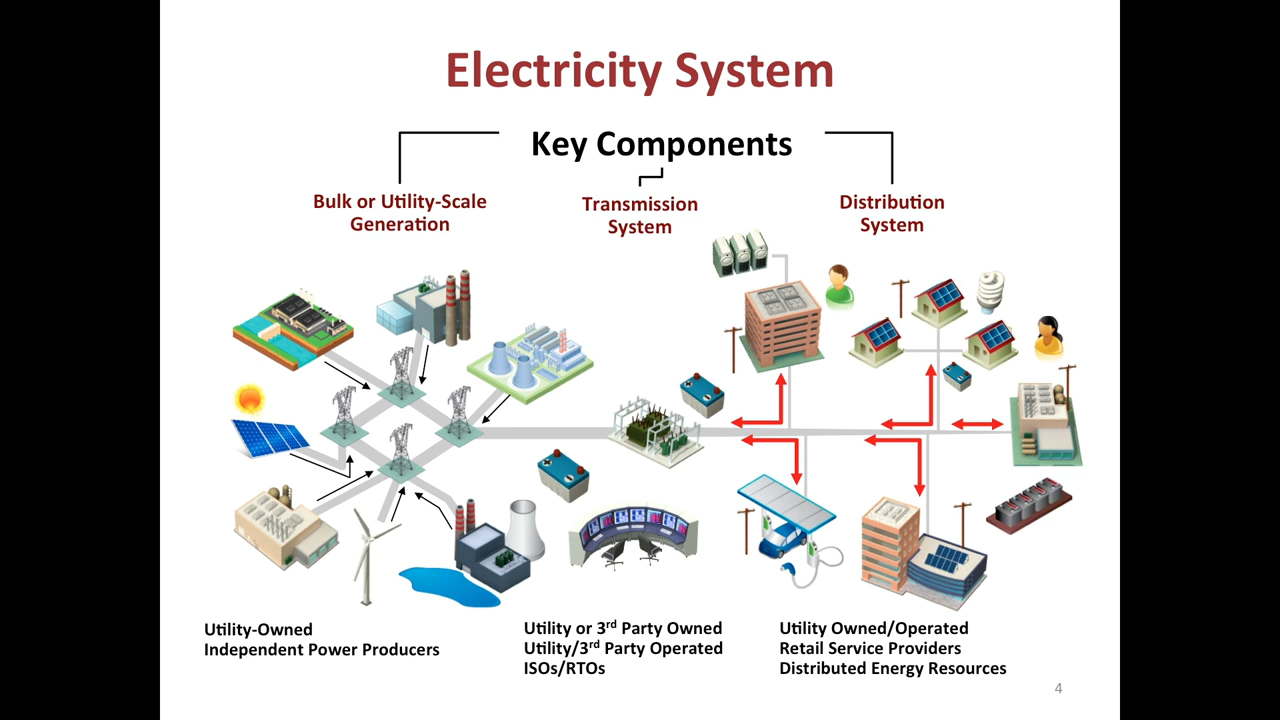 Electricity System
Key Components
Bulk or Utility-Scale
Generation
Transmission
System
Distribution
System
Utility-Owned
Independent Power Producers
Utility or 3rd Party Owned
Utility/3rd Party Operated
ISOs/RTOs
Utility Owned/Operated
Retail Service Providers
Distributed Energy Resources
4